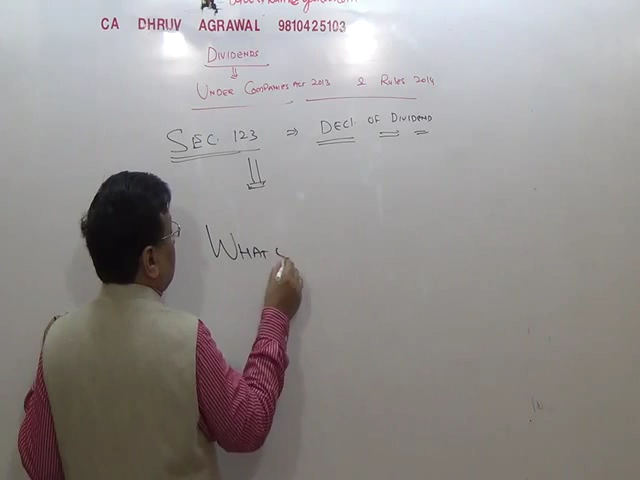 CA DHRUV AGRAWAL 9810425103
DIVIDENDS
UNDER COMPANIES ACT 2013 & RULES 2014
SEC. 123 ⇒ DECL. OF DIVIDEND
WHAT